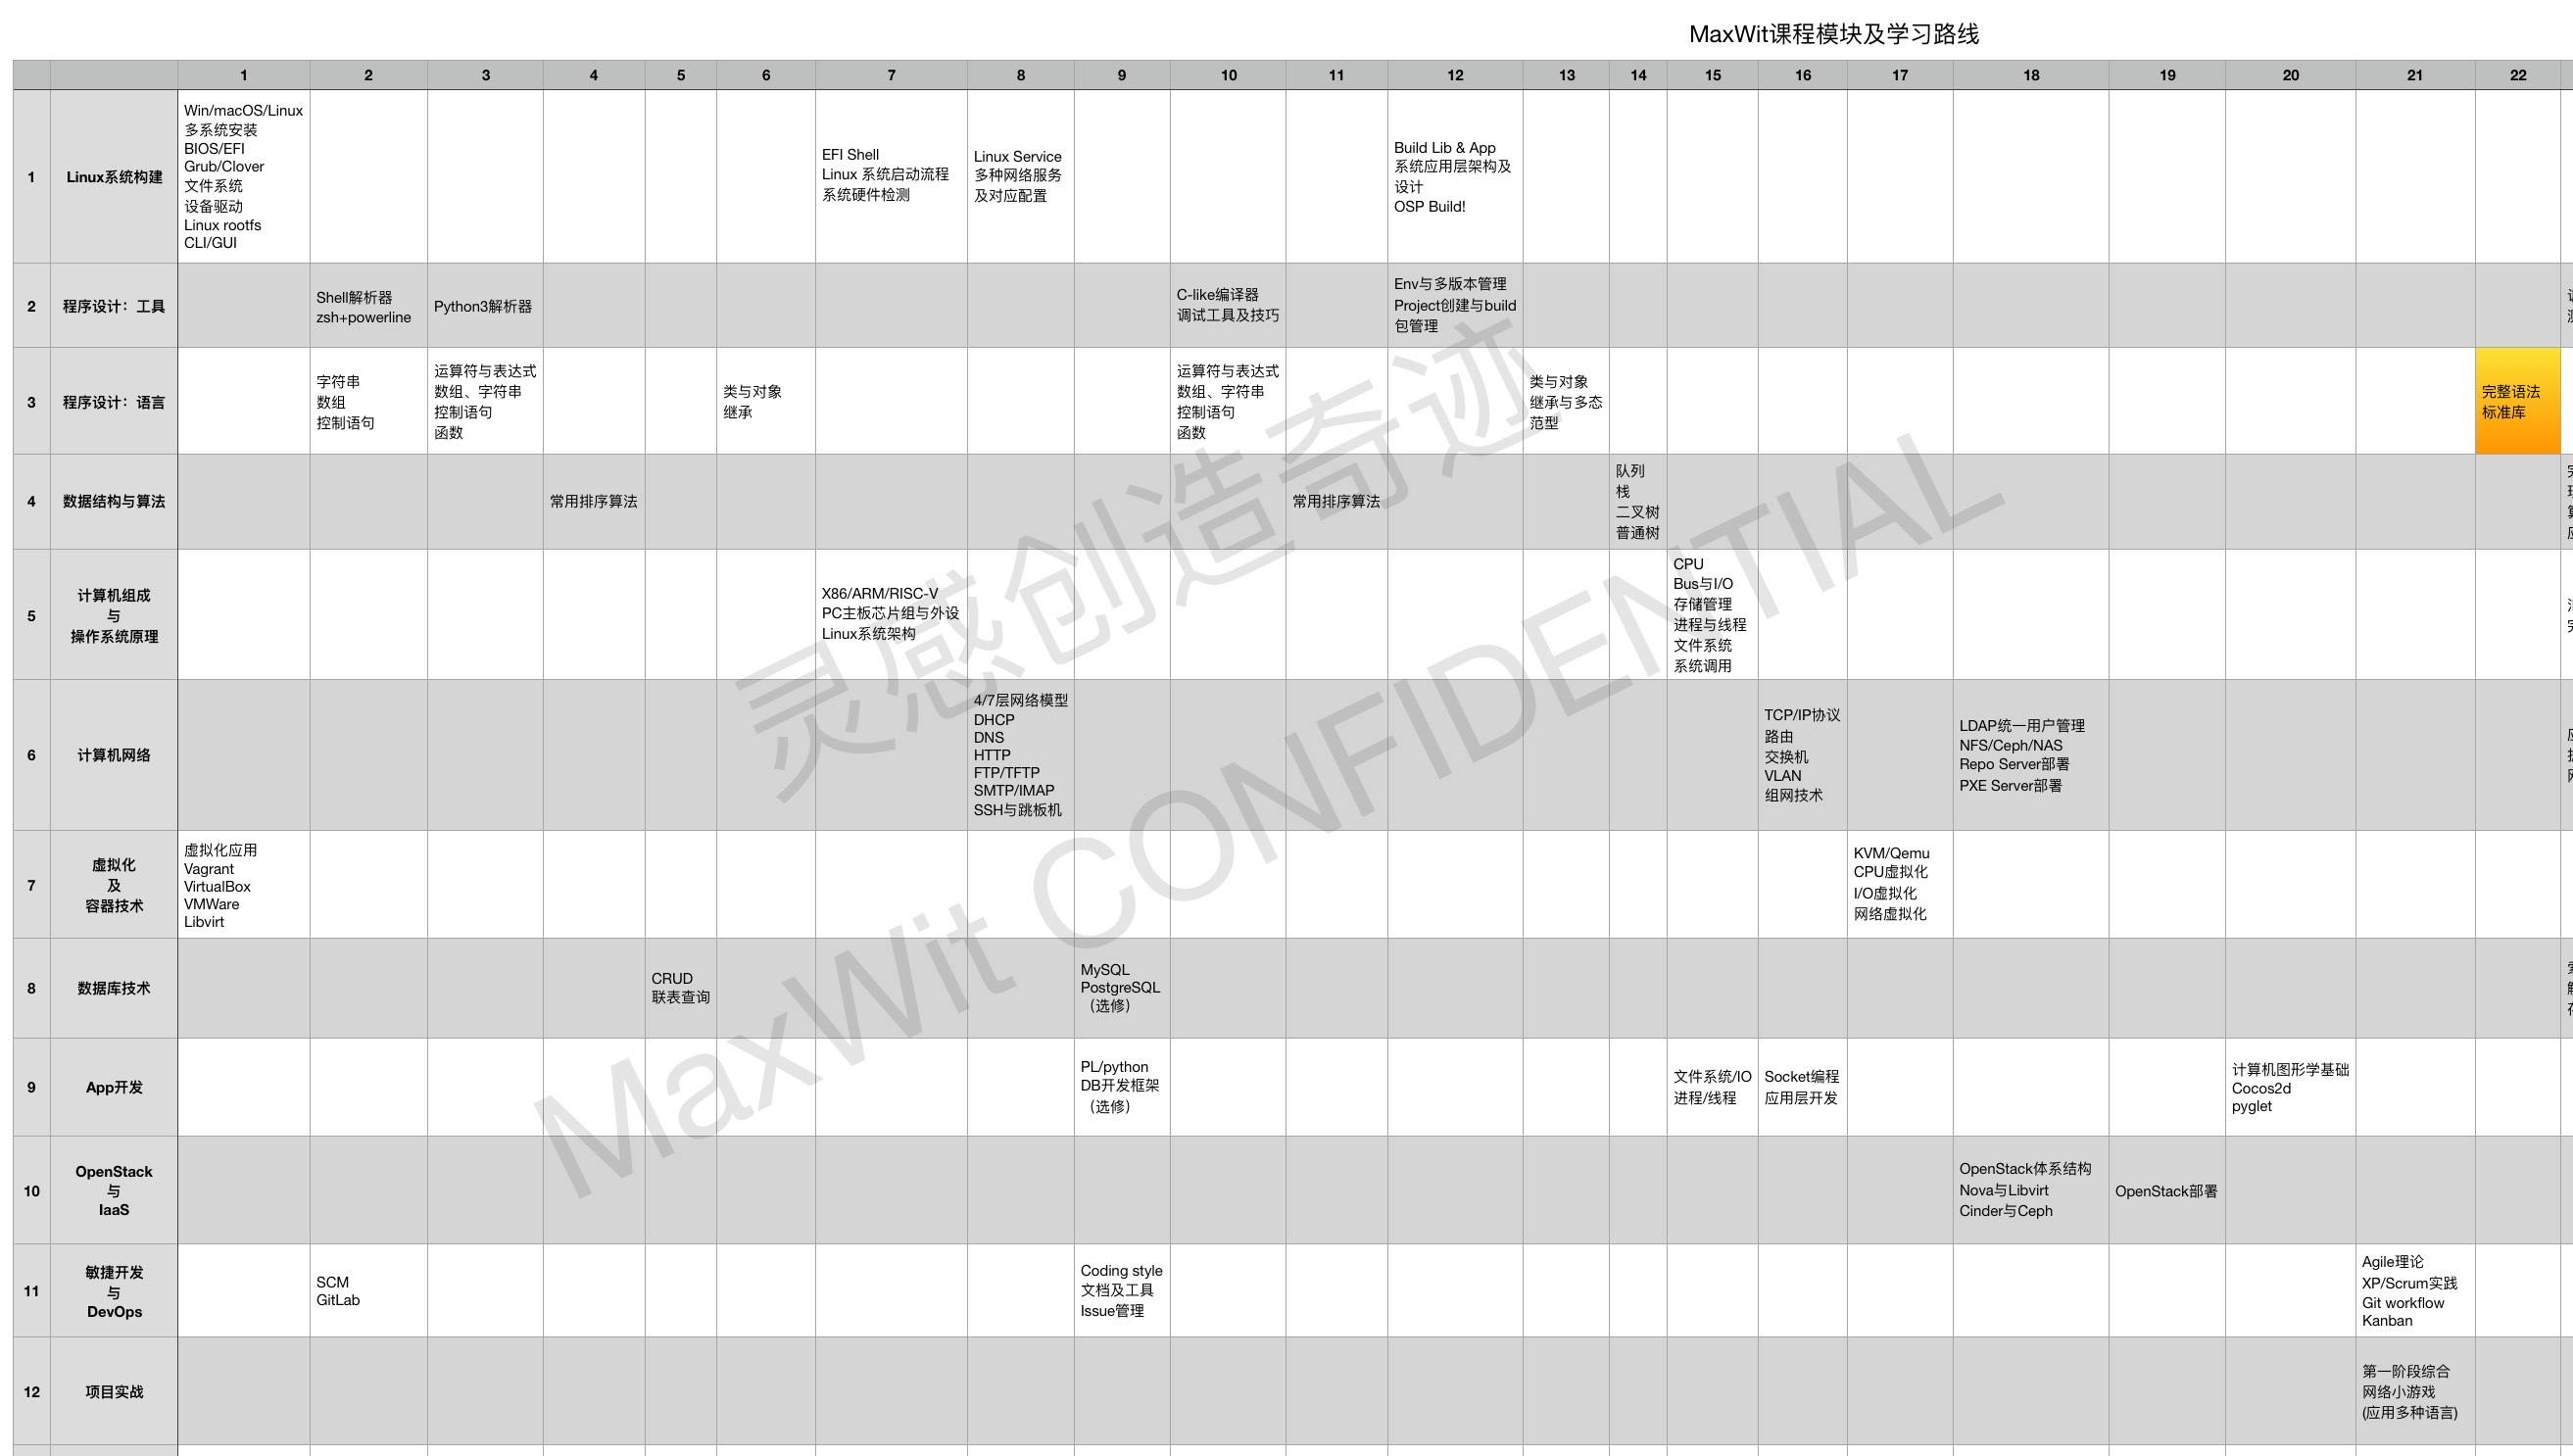 MaxWit课程模块及学习路线
1 2 3 4 5 6 7 8 9 10 11 12 13 14 15 16 17 18 19 20 21 22
1
Linux系统构建
Win/macOS/Linux
多系统安装
BIOS/EFI
Grub/Clover
文件系统
设备驱动
Linux rootfs
CLI/GUI
EFI Shell
Linux 系统启动流程
系统硬件检测
Linux Service
多种网络服务
及对应配置
Build Lib & App
系统应用层架构及
设计
OSP Build!
2
程序设计：工具
Shell解析器
zsh+powerline
Python3解析器
C-like编译器
调试工具及技巧
Env与多版本管理
Project创建与build
包管理
3
程序设计：语言
字符串
数组
控制语句
运算符与表达式
数组、字符串
控制语句
函数
类与对象
继承
运算符与表达式
数组、字符串
控制语句
函数
类与对象
继承与多态
范型
完整语法
标准库
4
数据结构与算法
常用排序算法
常用排序算法
队列
栈
二叉树
普通树
5
计算机组成
与
操作系统原理
X86/ARM/RISC-V
PC主板芯片组与外设
Linux系统架构
CPU
Bus与I/O
存储管理
进程与线程
文件系统
系统调用
6
计算机网络
4/7层网络模型
DHCP
DNS
HTTP
FTP/TFTP
SMTP/IMAP
SSH与跳板机
TCP/IP协议
路由
交换机
VLAN
组网技术
LDAP统一用户管理
NFS/Ceph/NAS
Repo Server部署
PXE Server部署
7
虚拟化
及
容器技术
虚拟化应用
Vagrant
VirtualBox
VMWare
Libvirt
KVM/Qemu
CPU虚拟化
I/O虚拟化
网络虚拟化
8
数据库技术
CRUD
联表查询
MySQL
PostgreSQL
（选修）
9
App开发
PL/python
DB开发框架
（选修）
文件系统/IO
进程/线程
Socket编程
应用层开发
计算机图形学基础
Cocos2d
pyglet
10
OpenStack
与
IaaS
OpenStack体系结构
Nova与Libvirt
Cinder与Ceph
OpenStack部署
11
敏捷开发
与
DevOps
SCM
GitLab
Coding style
文档及工具
Issue管理
Agile理论
XP/Scrum实践
Git workflow
Kanban
12
项目实战
第一阶段综合
网络小游戏
(应用多种语言)
灵感创造奇迹
MaxWit CONFIDENTIAL